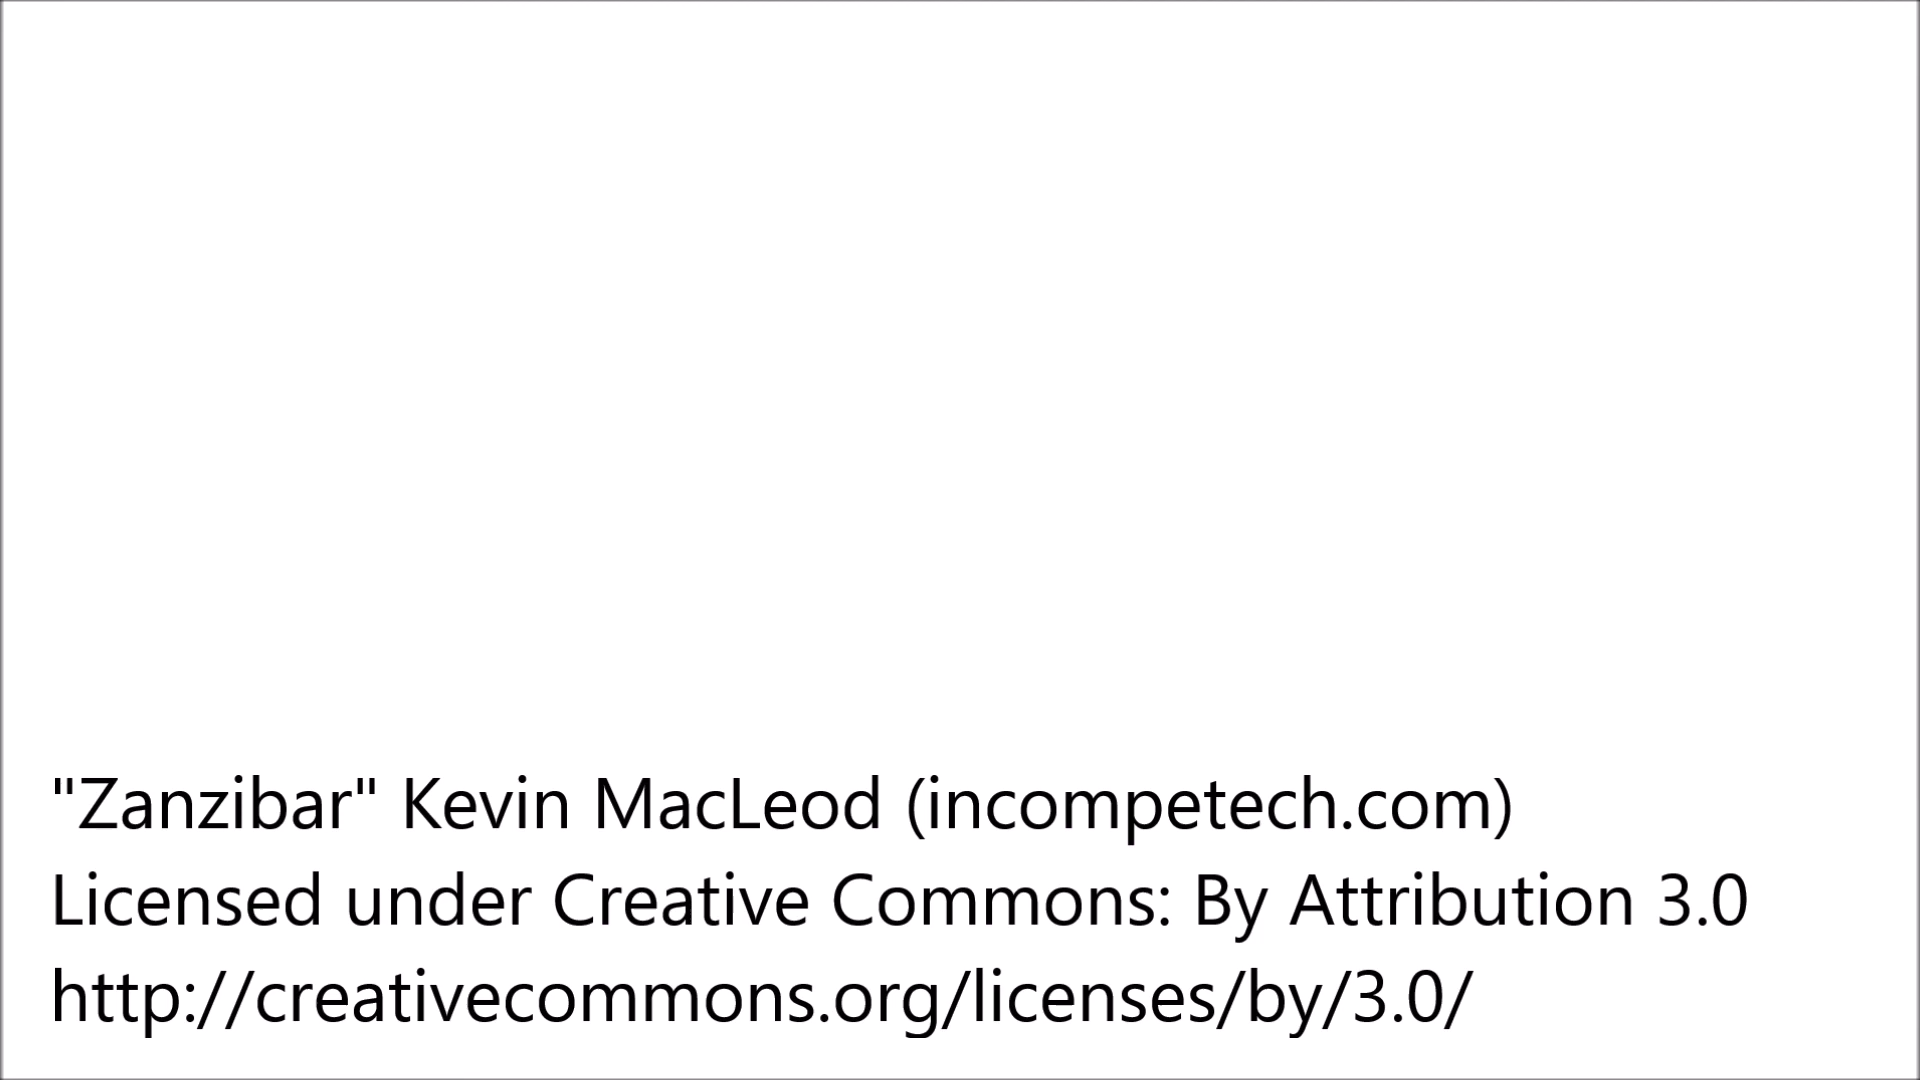 "Zanzibar" Kevin MacLeod (incompetech.com)
Licensed under Creative Commons: By Attribution 3.0
http://creativecommons.org/licenses/by/3.0/